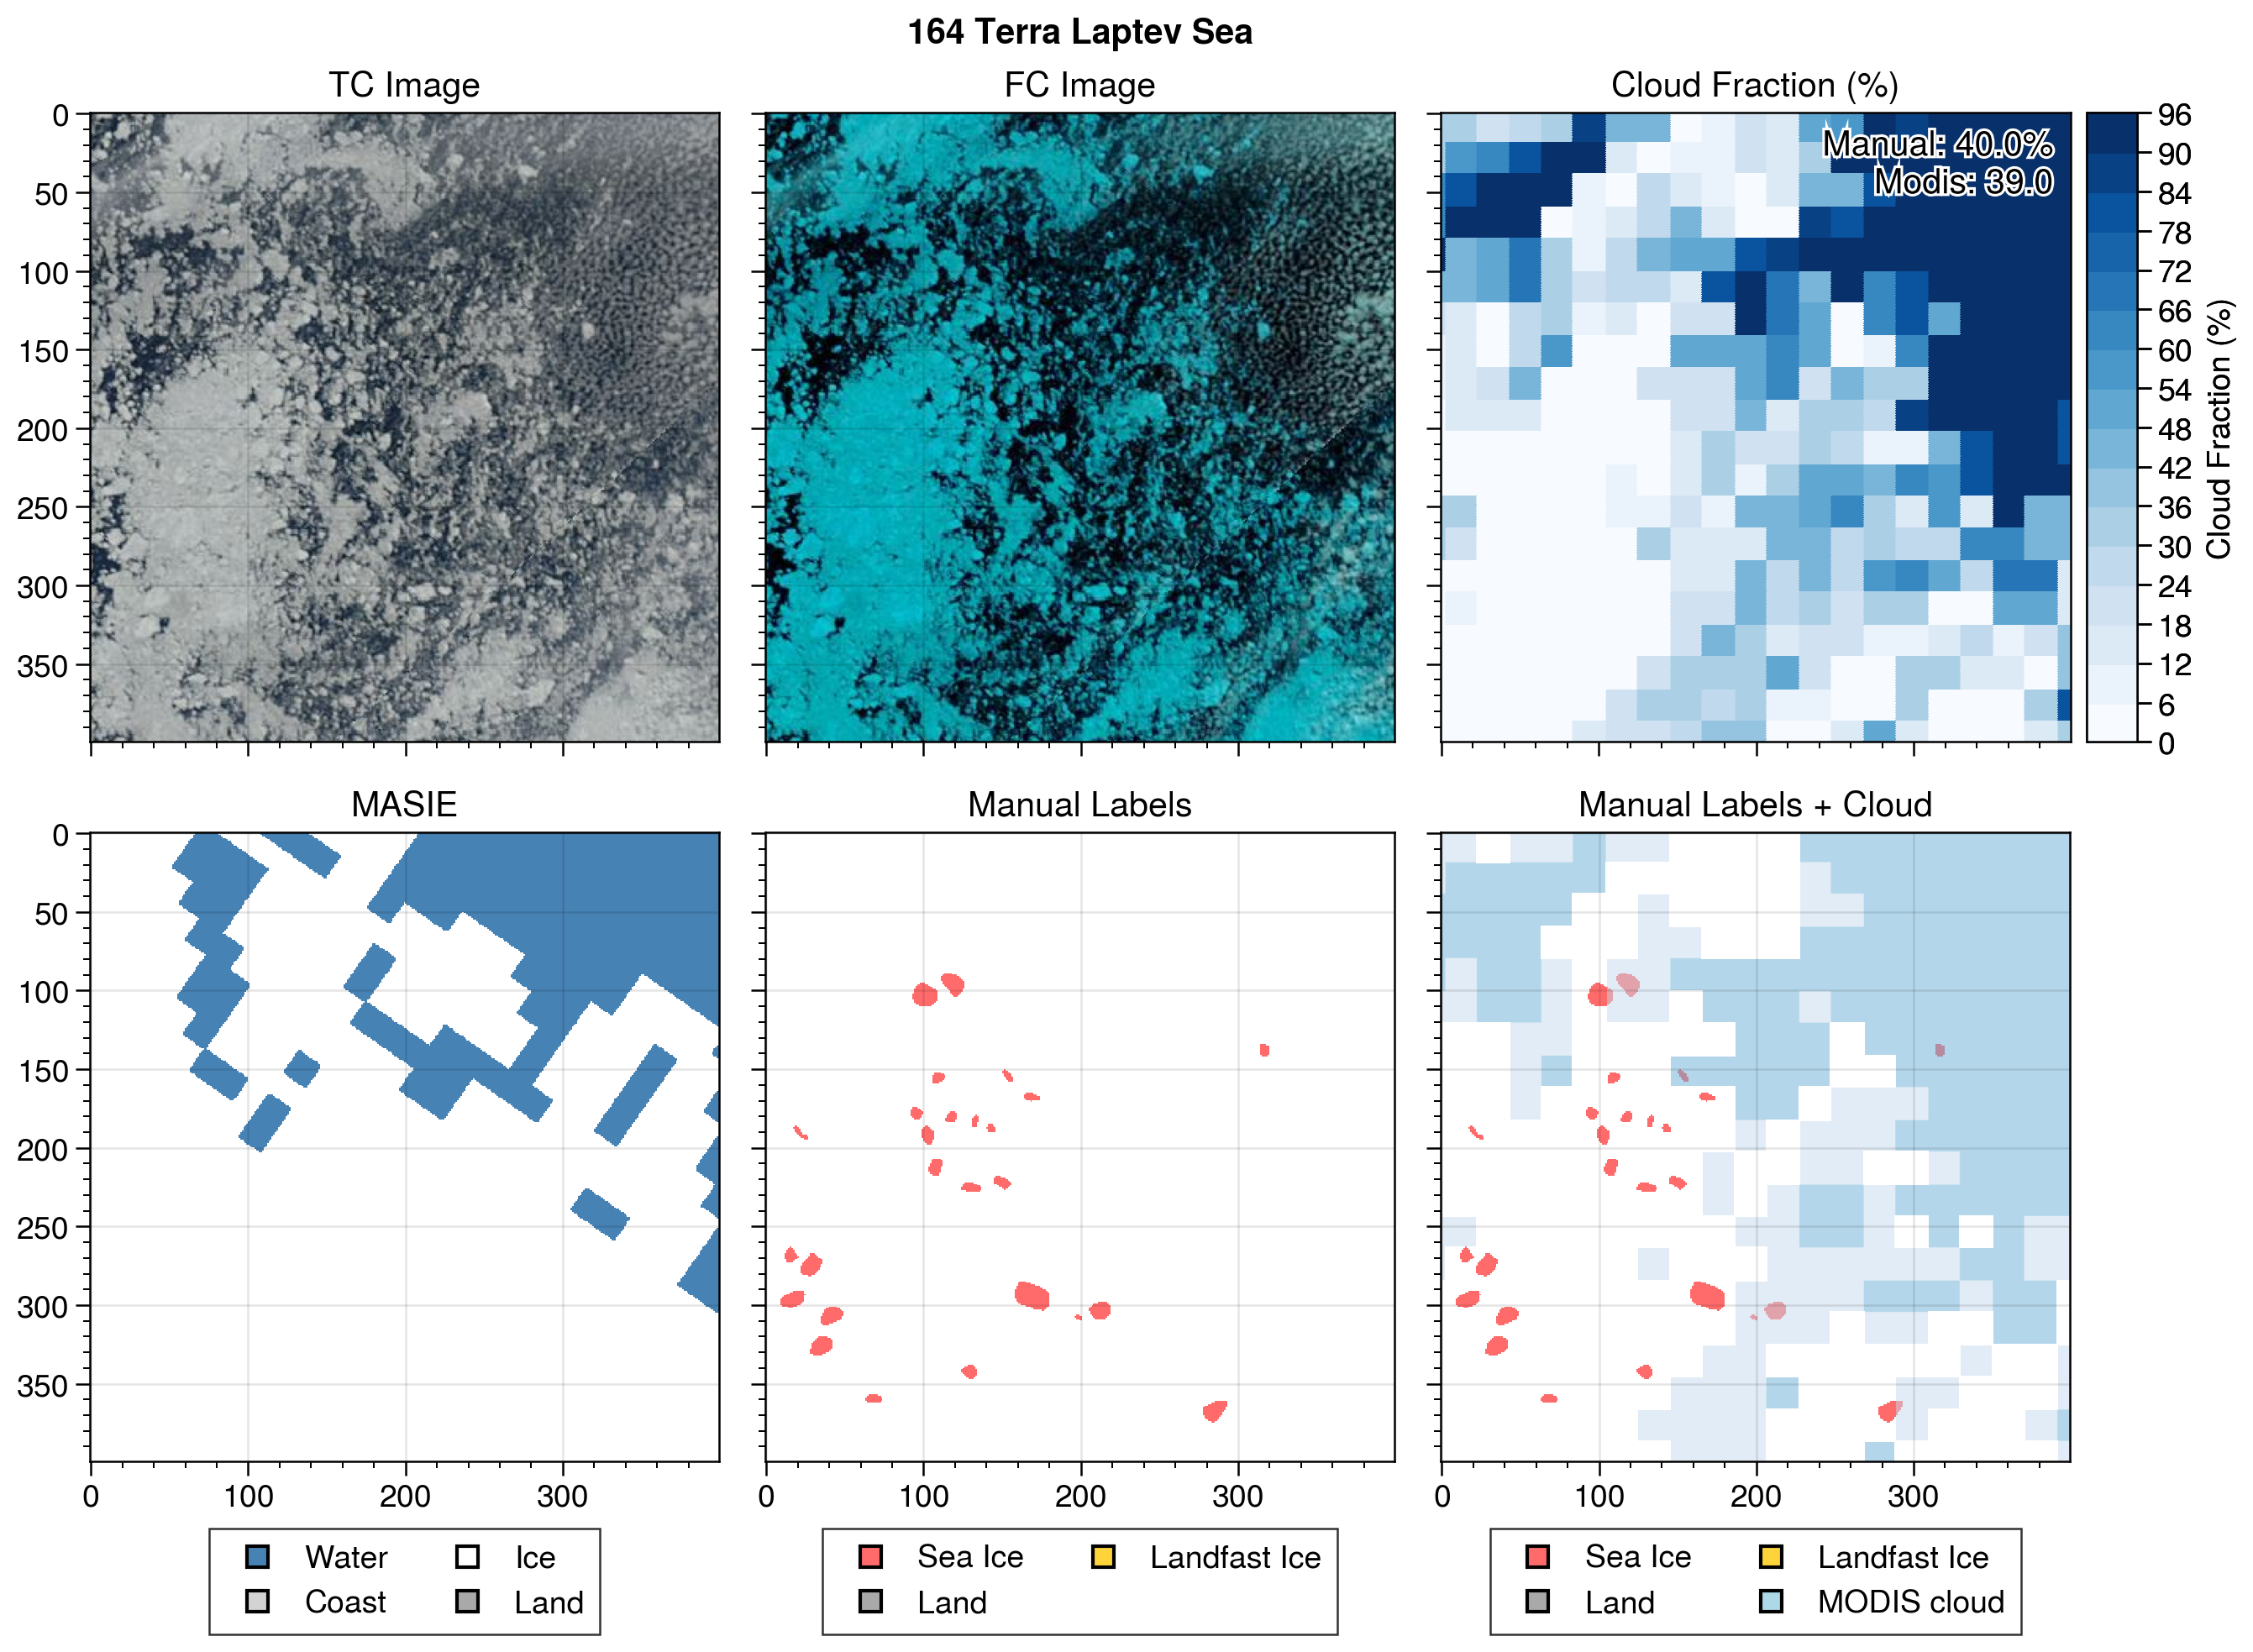 164 Terra Laptev Sea
TC Image
FC Image
Cloud Fraction (%)
0
50
100
150
200
250
300
350
Manual: 40.0%
Modis: 39.0
96
90
84
78
72
66
60
54
48
42
36
30
24
18
12
6
0
Cloud Fraction (%)
MASIE
Manual Labels
Manual Labels + Cloud
0
50
100
150
200
250
300
350
0 100 200 300
0 100 200 300
0 100 200 300
Water Ice
Coast Land
Sea Ice Landfast Ice
Land
Sea Ice Landfast Ice
Land MODIS cloud